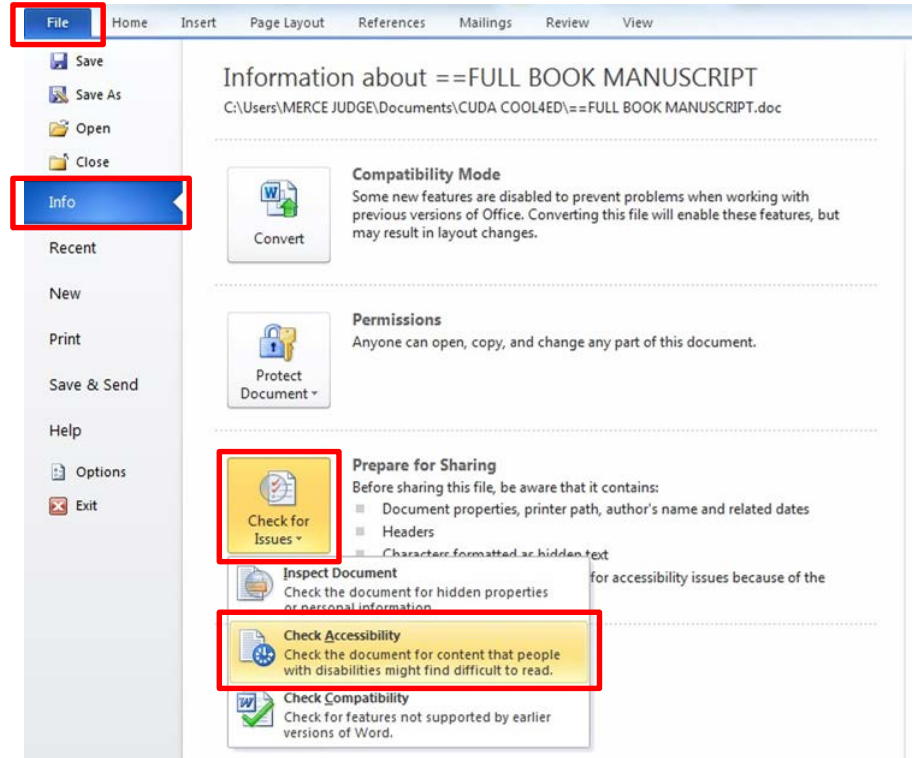 File Home Insert Page Layout References Mailings Review View
Save
Save As
Open
Close
Info
Recent
New
Print
Save & Send
Help
Options
Exit
Information about ==FULL BOOK MANUSCRIPT
C:\Users\MERCE JUDGE\Documents\CUDA COOL4ED\==FULL BOOK MANUSCRIPT.doc
Convert
Compatibility Mode
Some new features are disabled to prevent problems when working with
previous versions of Office. Converting this file will enable these features, but
may result in layout changes.
Protect
Document
Permissions
Anyone can open, copy, and change any part of this document.
Check for
Issues
Prepare for Sharing
Before sharing this file, be aware that it contains:
Document properties, printer path, author's name and related dates
Headers
Characters formatted as hidden text
for accessibility issues because of the
Inspect Document
Check the document for hidden properties
or personal information.
Check Accessibility
Check the document for content that people
with disabilities might find difficult to read.
Check Compatibility
Check for features not supported by earlier
versions of Word.